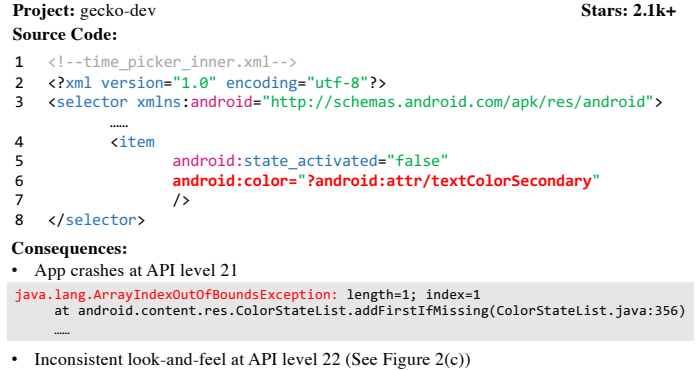 Project: gecko-dev Stars: 2.1k+
Source Code:
1 <!--time_picker_inner.xml-->
2 <?xml version="1.0" encoding="utf-8"?>
3 <selector xmlns:android="http://schemas.android.com/apk/res/android">
……
4 <item
5 android:state_activated="false"
6 android:color="?android:attr/textColorSecondary"
7 />
8 </selector>
Consequences:
• App crashes at API level 21
java.lang.ArrayIndexOutOfBoundsException: length=1; index=1
at android.content.res.ColorStateList.addFirstIfMissing(ColorStateList.java:356)
……
• Inconsistent look-and-feel at API level 22 (See Figure 2(c))